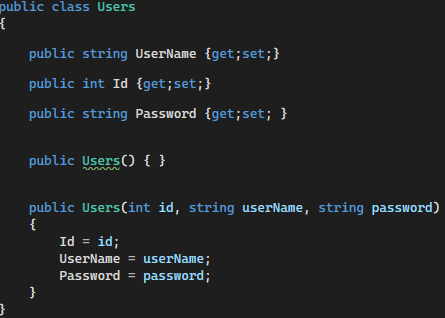 public class Users
{
public string UserName {get;set;}
public int Id {get;set;}
public string Password {get;set; }
public Users() { }
public Users(int id, string userName, string password)
{
Id = id;
UserName = userName;
Password = password;
}
}